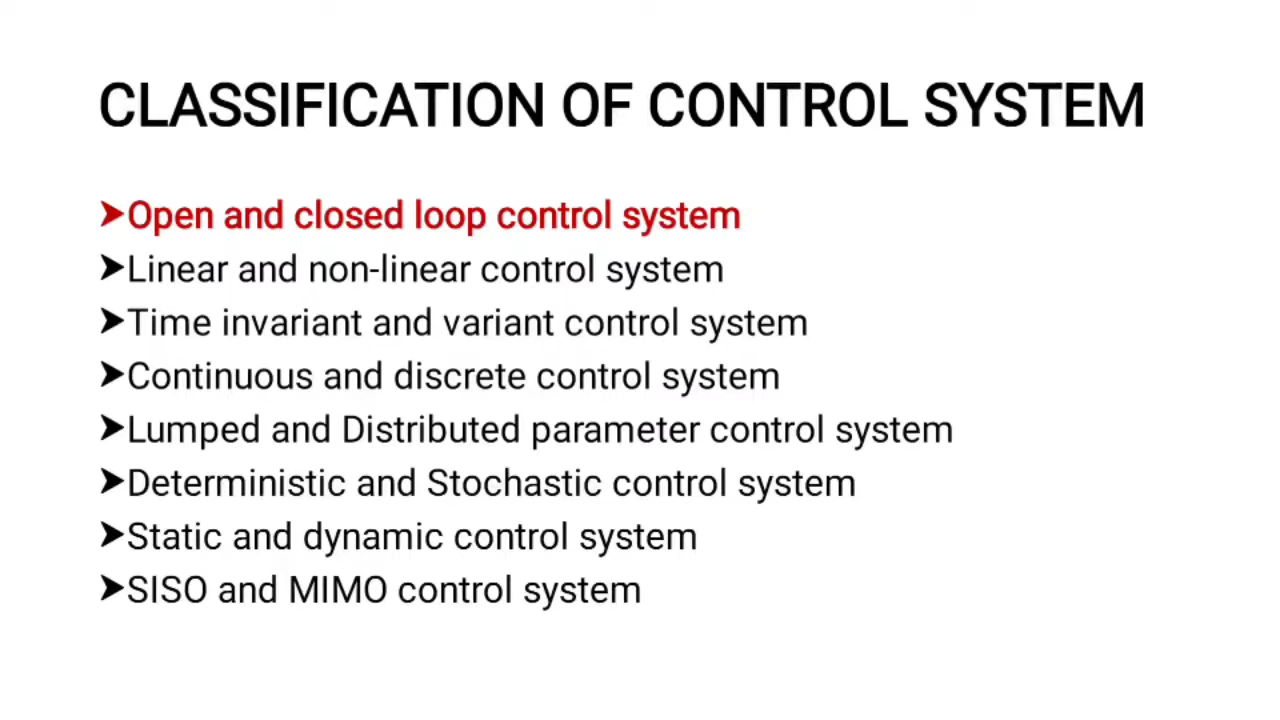 CLASSIFICATION OF CONTROL SYSTEM
➤Open and closed loop control system
➤Linear and non-linear control system
➤Time invariant and variant control system
➤Continuous and discrete control system
➤Lumped and Distributed parameter control system
➤Deterministic and Stochastic control system
➤Static and dynamic control system
➤SISO and MIMO control system